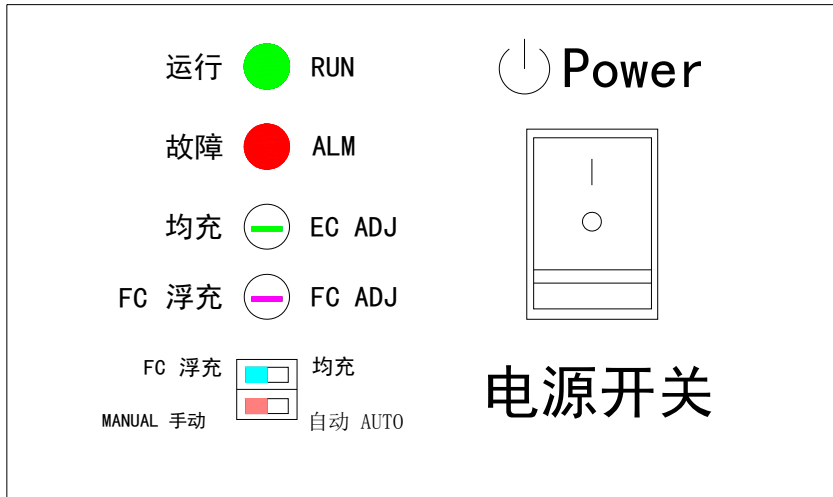 运行 RUN
Power
故障 ALM
均充 EC ADJ
FC 浮充 FC ADJ
FC 浮充 均充
MANUAL 手动 自动 AUTO
电源开关